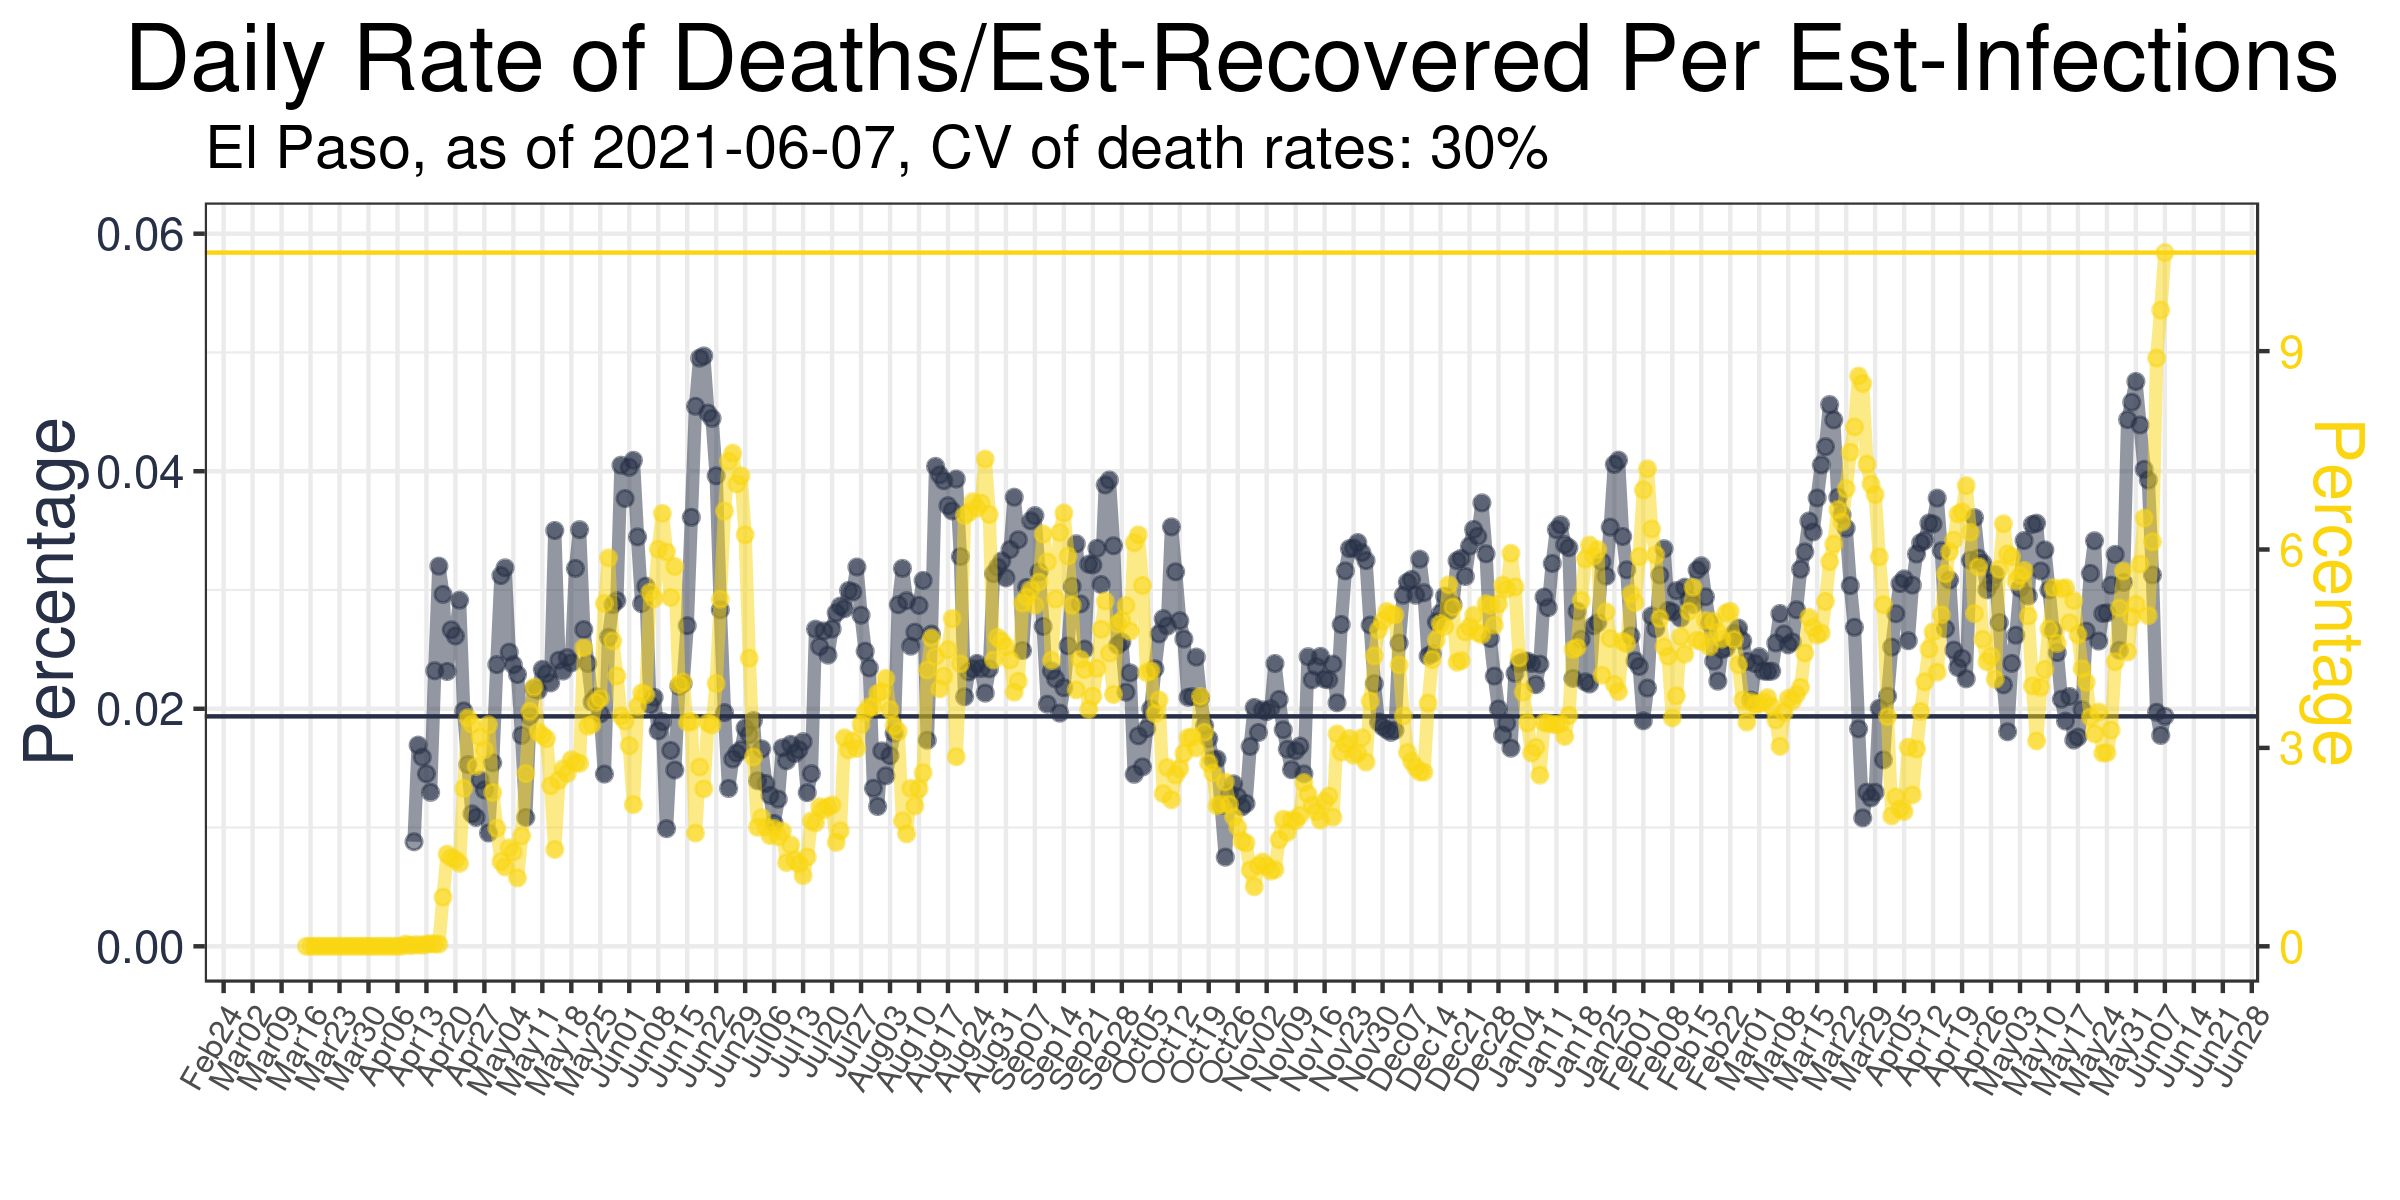 Daily Rate of Deaths/Est-Recovered Per Est-Infections
El Paso, as of 2021-06-07, CV of death rates: 30%
Percentage
0.06
0.04
0.02
0.00
9
6
3
0
Percentage
Feb24
Mar02
Mar09
Mar16
Mar23
Mar30
Apr06
Apr13
Apr20
Apr27
May04
May11
May18
May25
Jun01
Jun08
Jun15
Jun22
Jun29
Jul06
Jul13
Jul20
Jul27
Aug03
Aug10
Aug17
Aug24
Aug31
Sep07
Sep14
Sep21
Sep28
Oct05
Oct12
Oct19
Oct26
Nov02
Nov09
Nov16
Nov23
Nov30
Dec07
Dec14
Dec21
Dec28
Jan04
Jan11
Jan18
Jan25
Feb01
Feb08
Feb15
Feb22
Mar01
Mar08
Mar15
Mar22
Mar29
Apr05
Apr12
Apr19
Apr26
May03
May10
May17
May24
May31
Jun07
Jun14
Jun21
Jun28